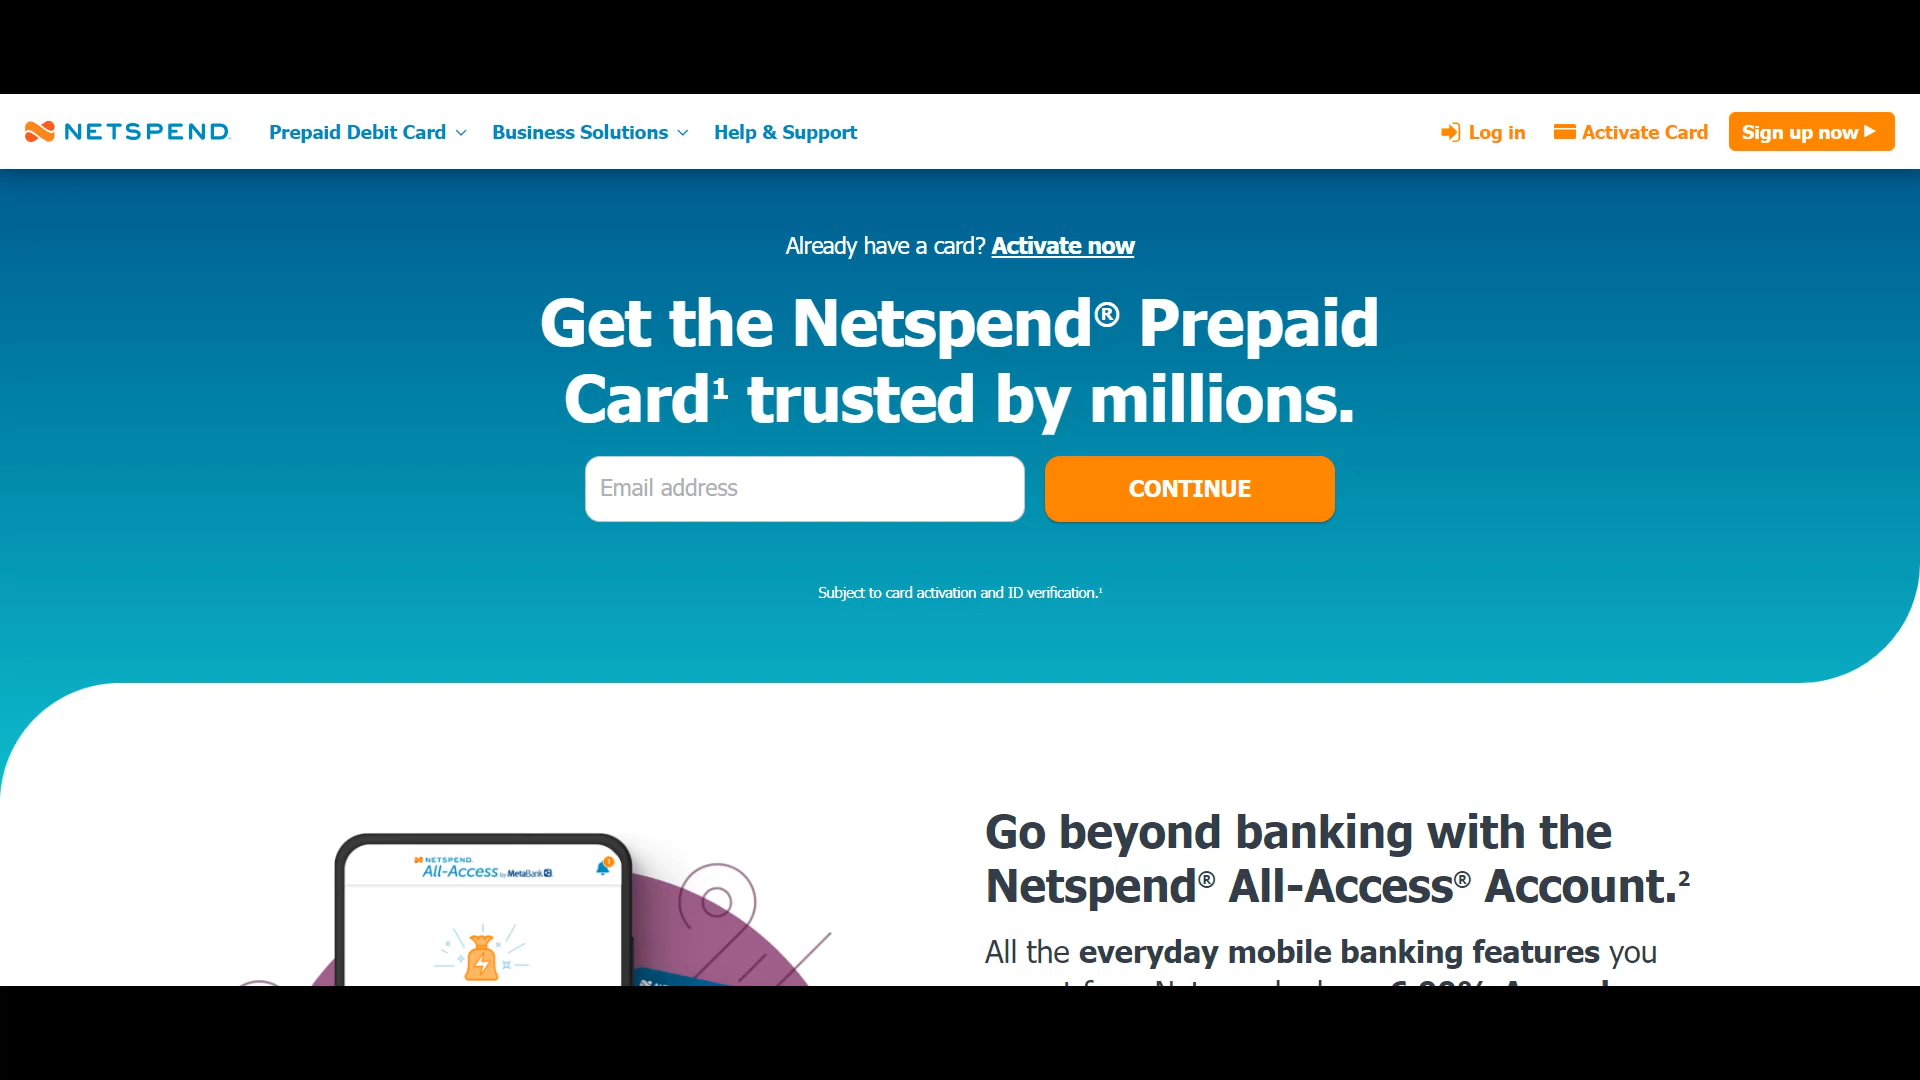 NETSPEND
Prepaid Debit Card
Business Solutions
Help & Support
Log in
Activate Card
Sign up now
Already have a card? Activate now
Get the Netspend® Prepaid
Card¹ trusted by millions.
Email address
CONTINUE
Subject to card activation and ID verification.¹
NETSPEND
All-Access by MetaBank
1
Go beyond banking with the
Netspend® All-Access® Account.²
All the everyday mobile banking features you